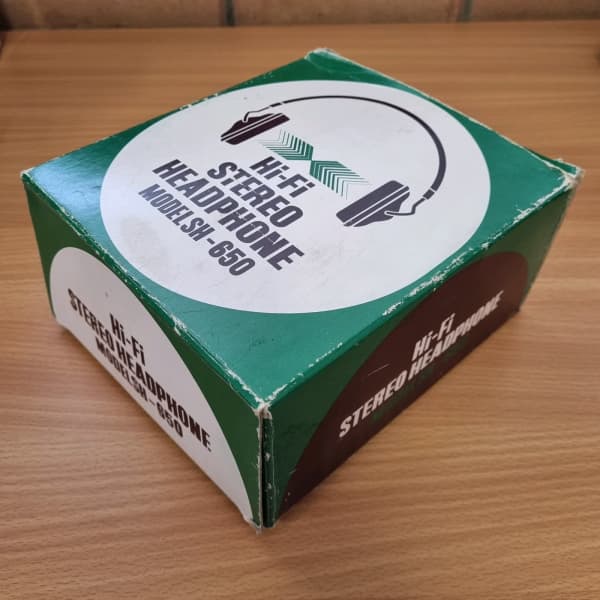 Hi-Fi
STEREO
HEADPHONE
MODEL.SH-650
Hi-Fi
STEREO HEADPHONE
MODEL.SH-650
Hi-Fi
STEREO HEADPHONE